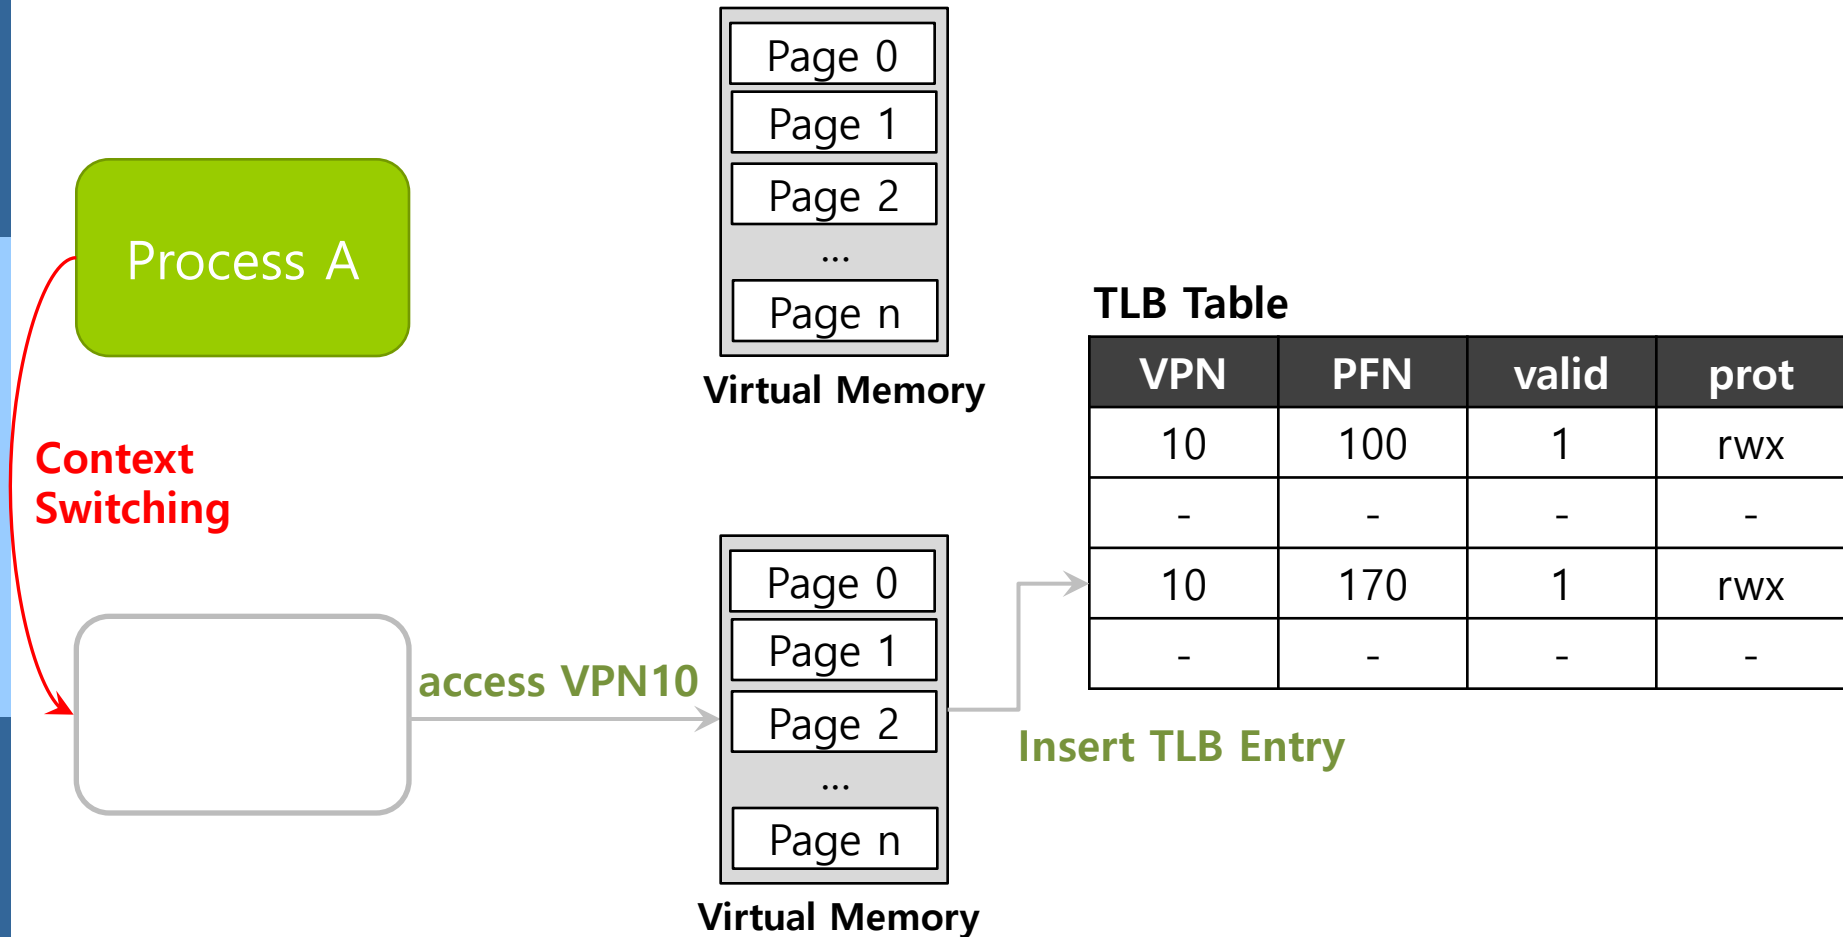 Page 0
Page 1
Page 2
...
Page n
Virtual Memory
Process A
Context
Switching
access VPN10
Page 0
Page 1
Page 2
...
Page n
Virtual Memory
Insert TLB Entry
TLB Table
VPN PFN valid prot
10 100 1 rwx
- - - -
10 170 1 rwx
- - - -